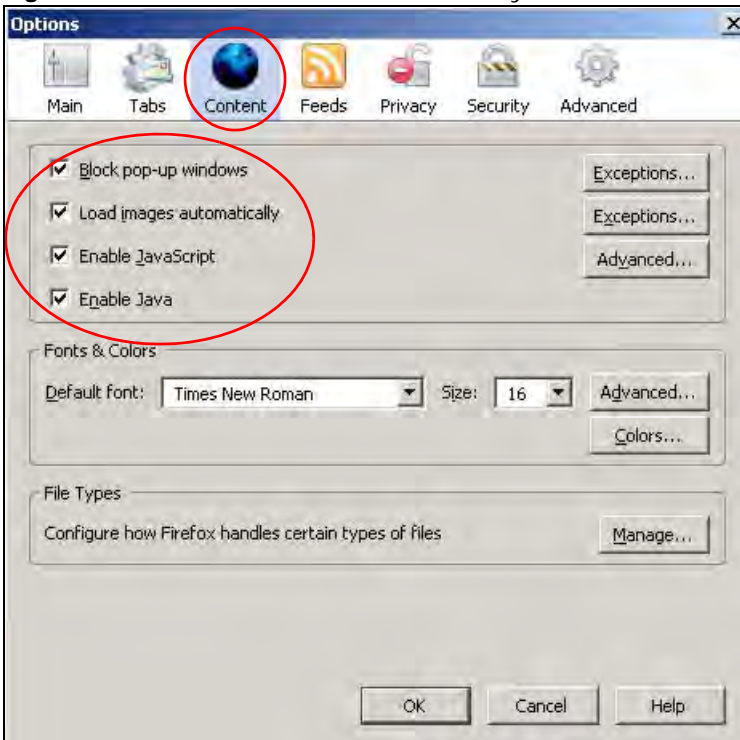 Options
Main Tabs Content Feeds Privacy Security Advanced
Block pop-up windows Exceptions...
Load images automatically Exceptions...
Enable JavaScript Advanced...
Enable Java
Fonts & Colors
Default font: Times New Roman Size: 16 Advanced...
Colors...
File Types
Configure how Firefox handles certain types of files Manage...
OK Cancel Help